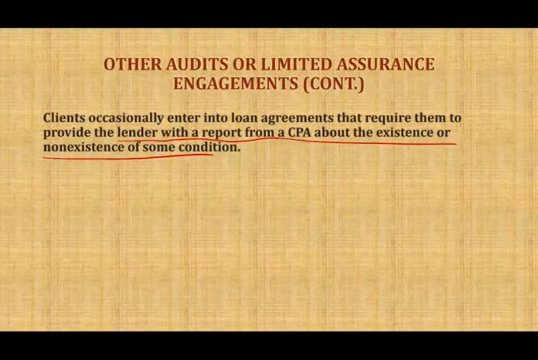 OTHER AUDITS OR LIMITED ASSURANCE
ENGAGEMENTS (CONT.)
Clients occasionally enter into loan agreements that require them to
provide the lender with a report from a CPA about the existence or
nonexistence of some condition.